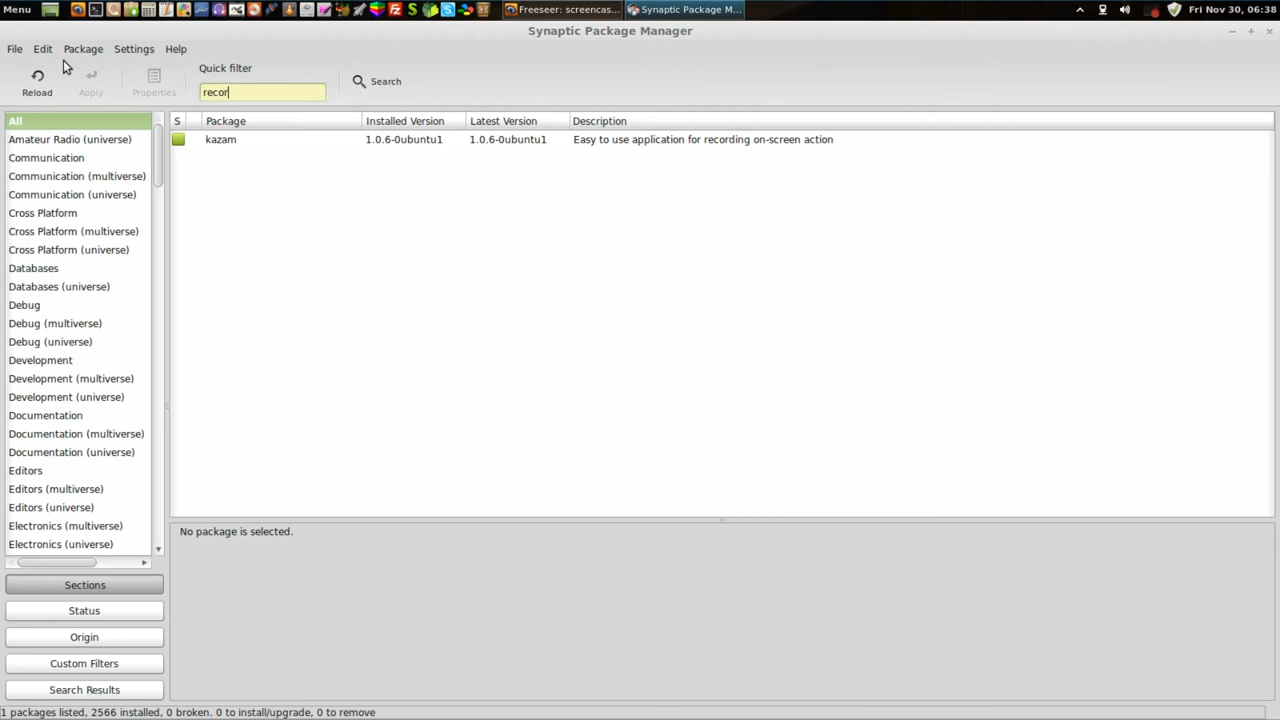 Menu Freeseer: screencas... Synaptic Package M... Fri Nov 30, 06:38
Synaptic Package Manager
File Edit Package Settings Help
Quick filter
Reload Apply Properties recor Search
S Package Installed Version Latest Version Description
kazam 1.0.6-0ubuntu1 1.0.6-0ubuntu1 Easy to use application for recording on-screen action
All
Amateur Radio (universe)
Communication
Communication (multiverse)
Communication (universe)
Cross Platform
Cross Platform (multiverse)
Cross Platform (universe)
Databases
Databases (universe)
Debug
Debug (multiverse)
Debug (universe)
Development
Development (multiverse)
Development (universe)
Documentation
Documentation (multiverse)
Documentation (universe)
Editors
Editors (multiverse)
Editors (universe)
Electronics (multiverse)
Electronics (universe)
No package is selected.
Sections
Status
Origin
Custom Filters
Search Results
1 packages listed, 2566 installed, 0 broken. 0 to install/upgrade, 0 to remove